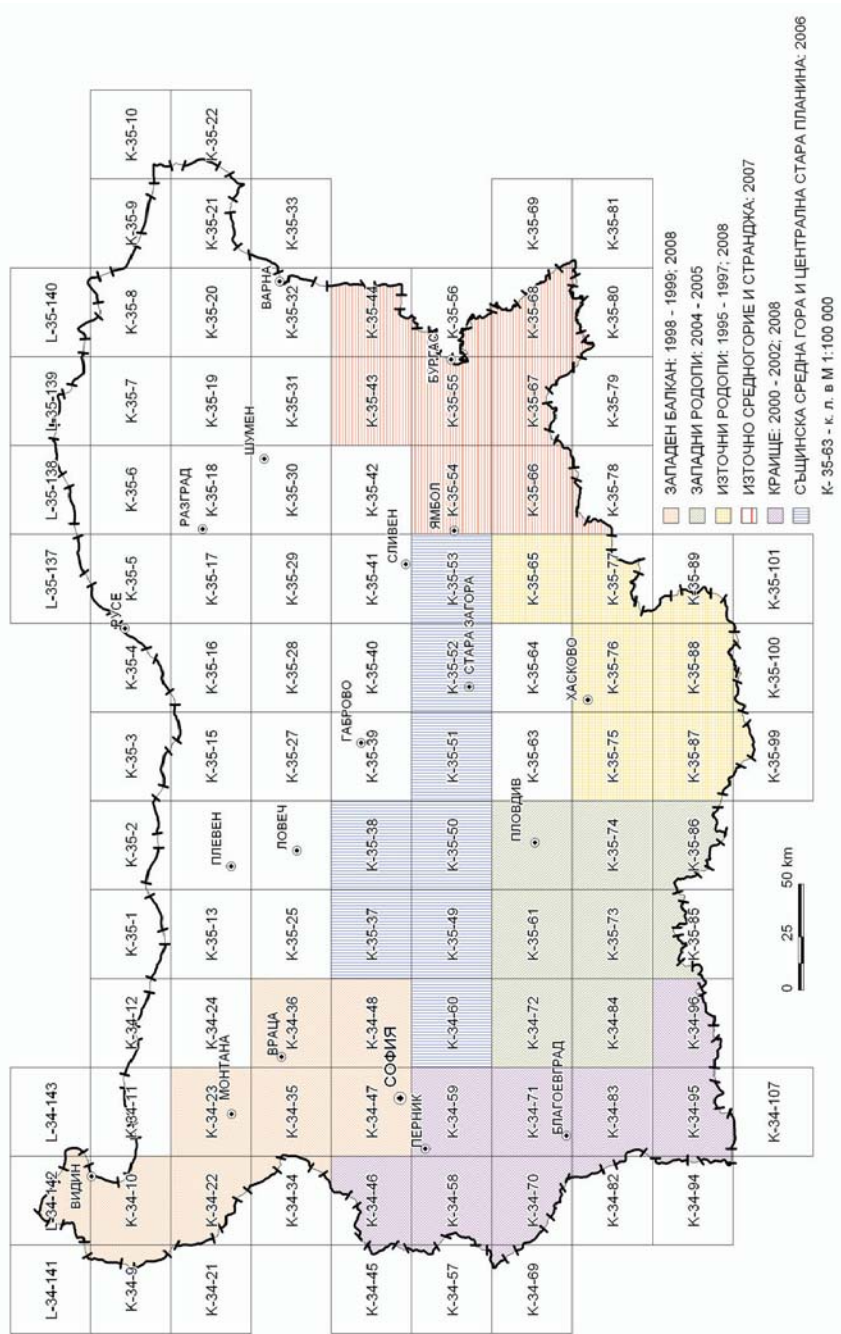 L-34-141 L-34-142 L-34-143 L-35-137 L-35-138 L-35-139 L-35-140
ВИДИН РУСЕ
K-34-9 K-34-10 K-34-11 K-34-12 K-35-1 K-35-2 K-35-3 K-35-4 K-35-5 K-35-6 K-35-7 K-35-8 K-35-9 K-35-10
РАЗГРАД
K-34-21 K-34-22 K-34-23 K-34-24 K-35-13 K-35-15 K-35-16 K-35-17 K-35-18 K-35-19 K-35-20 K-35-21 K-35-22
МОНТАНА ПЛЕВЕН
ВРАЦА ШУМЕН ВАРНА
K-34-34 K-34-35 K-34-36 K-35-25 K-35-27 K-35-28 K-35-29 K-35-30 K-35-31 K-35-32 K-35-33
ЛОВЕЧ
ГАБРОВО
K-34-45 K-34-46 K-34-47 K-34-48 K-35-37 K-35-38 K-35-39 K-35-40 K-35-41 K-35-42 K-35-43 K-35-44
СОФИЯ СЛИВЕН
ПЕРНИК ЯМБОЛ БУРГАС
K-34-57 K-34-58 K-34-59 K-34-60 K-35-49 K-35-50 K-35-51 K-35-52 K-35-53 K-35-54 K-35-55 K-35-56
СТАРА ЗАГОРА
ПЛОВДИВ
K-34-69 K-34-70 K-34-71 K-34-72 K-35-61 K-35-63 K-35-64 K-35-65 K-35-66 K-35-67 K-35-68 K-35-69
БЛАГОЕВГРАД ХАСКОВО
K-34-82 K-34-83 K-34-84 K-35-73 K-35-74 K-35-75 K-35-76 K-35-77 K-35-78 K-35-79 K-35-80 K-35-81
K-34-94 K-34-95 K-34-96 K-35-85 K-35-86 K-35-87 K-35-88 K-35-89
K-34-107 K-35-99 K-35-100 K-35-101
0 25 50 km
ЗАПАДЕН БАЛКАН: 1998 - 1999; 2008
ЗАПАДНИ РОДОПИ: 2004 - 2005
ИЗТОЧНИ РОДОПИ: 1995 - 1997; 2008
ИЗТОЧНО СРЕДНОГОРИЕ И СТРАНДЖА: 2007
КРАИЩЕ: 2000 - 2002; 2008
СЪЩИНСКА СРЕДНА ГОРА И ЦЕНТРАЛНА СТАРА ПЛАНИНА: 2006
K- 35-63 - к. л. в М 1:100 000